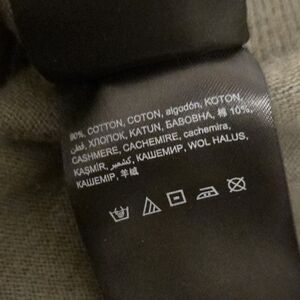 90%, COTTON, COTON, algodón, KOTON,
قطن, ХЛОПОК, KATUN, БАВОВНА, 棉 10%,
CASHMERE, CACHEMIRE, cachemira,
KAŞMİR, كشمير, КАШЕМИР, WOL HALUS,
КАШЕМІР, 羊绒